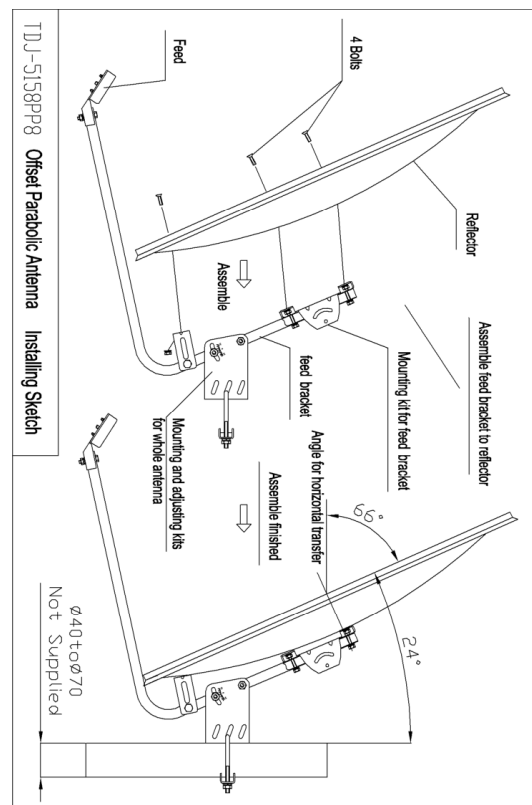 4 Bolts
Reflector
Assemble feed bracket to reflector
Feed
Assemble
Mounting kit for feed bracket
feed
bracket
Mounting and adjusting kits
for whole antenna
Assemble finished
Angle for horizontal transfer
66°
24°
Ø40toØ70
Not Supplied
TDJ-5158PP8 Offset Parabolic Antenna Installing Sketch